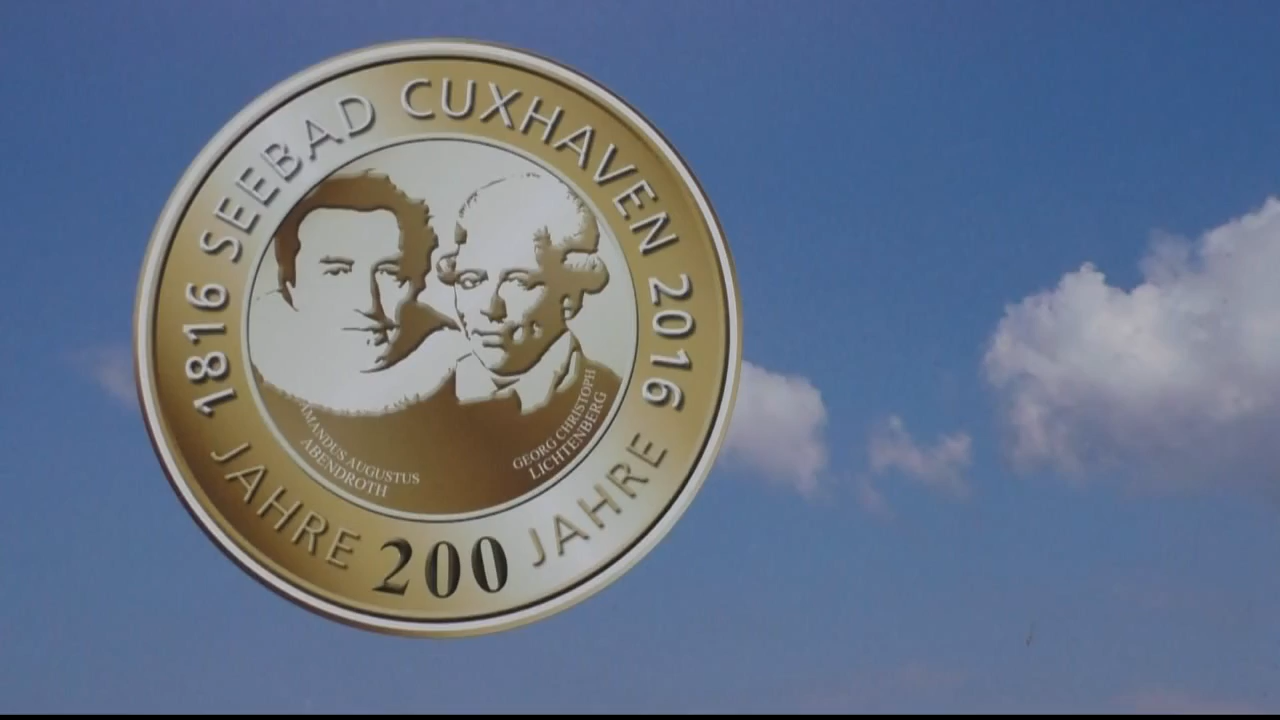 1816 SEEBAD CUXHAVEN 2016
JAHRE 200 JAHRE
AMANDUS AUGUSTUS
ABENDROTH
GEORG CHRISTOPH
LICHTENBERG